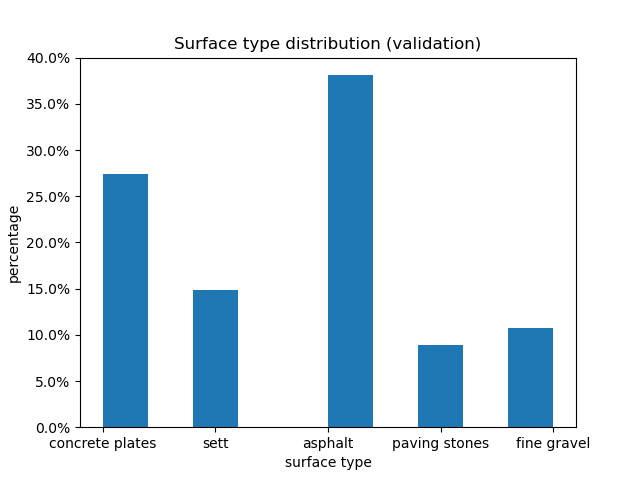 Surface type distribution (validation)
40.0%
35.0%
30.0%
25.0%
20.0%
15.0%
10.0%
5.0%
0.0%
percentage
concrete plates sett asphalt paving stones fine gravel
surface type